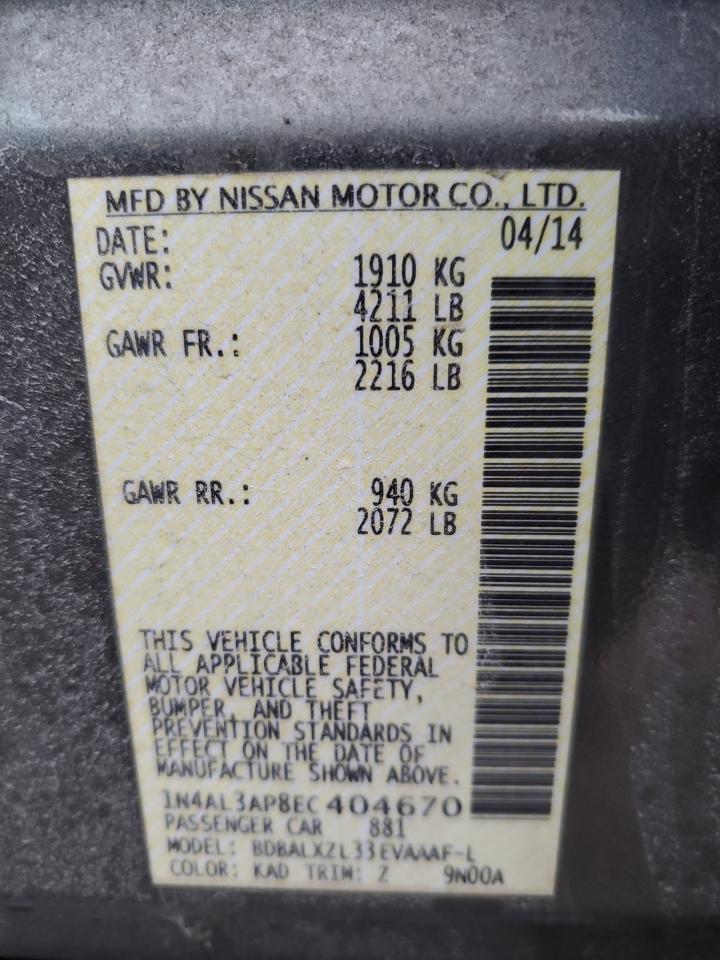 MFD BY NISSAN MOTOR CO., LTD.
DATE: 04/14
GVWR: 1910 KG
4211 LB
GAWR FR.: 1005 KG
2216 LB
GAWR RR.: 940 KG
2072 LB
THIS VEHICLE CONFORMS TO
ALL APPLICABLE FEDERAL
MOTOR VEHICLE SAFETY,
BUMPER, AND THEFT
PREVENTION STANDARDS IN
EFFECT ON THE DATE OF
MANUFACTURE SHOWN ABOVE.
1N4AL3AP8EC404670
PASSENGER CAR 881
MODEL: BDBALXZL33EVAAAF-L
COLOR: KAD TRIM: Z 9N00A